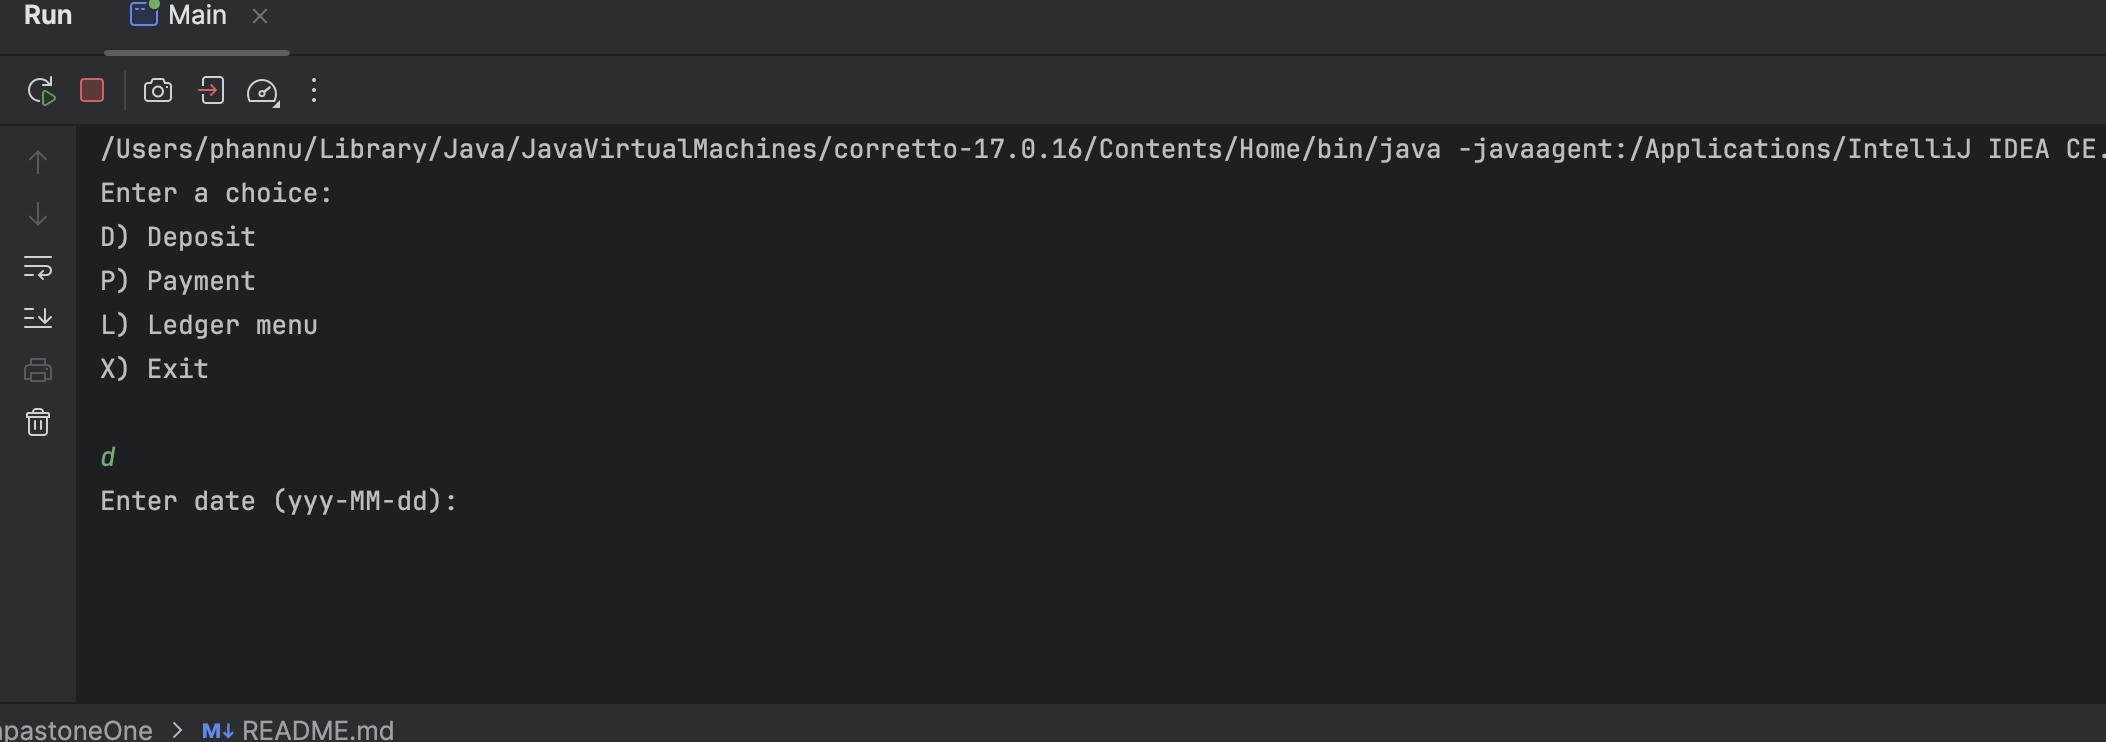 Run Main
/Users/phannu/Library/Java/JavaVirtualMachines/corretto-17.0.16/Contents/Home/bin/java -javaagent:/Applications/IntelliJ IDEA CE.
Enter a choice:
D) Deposit
P) Payment
L) Ledger menu
X) Exit
d
Enter date (yyy-MM-dd):
pastoneOne > M↓ README.md